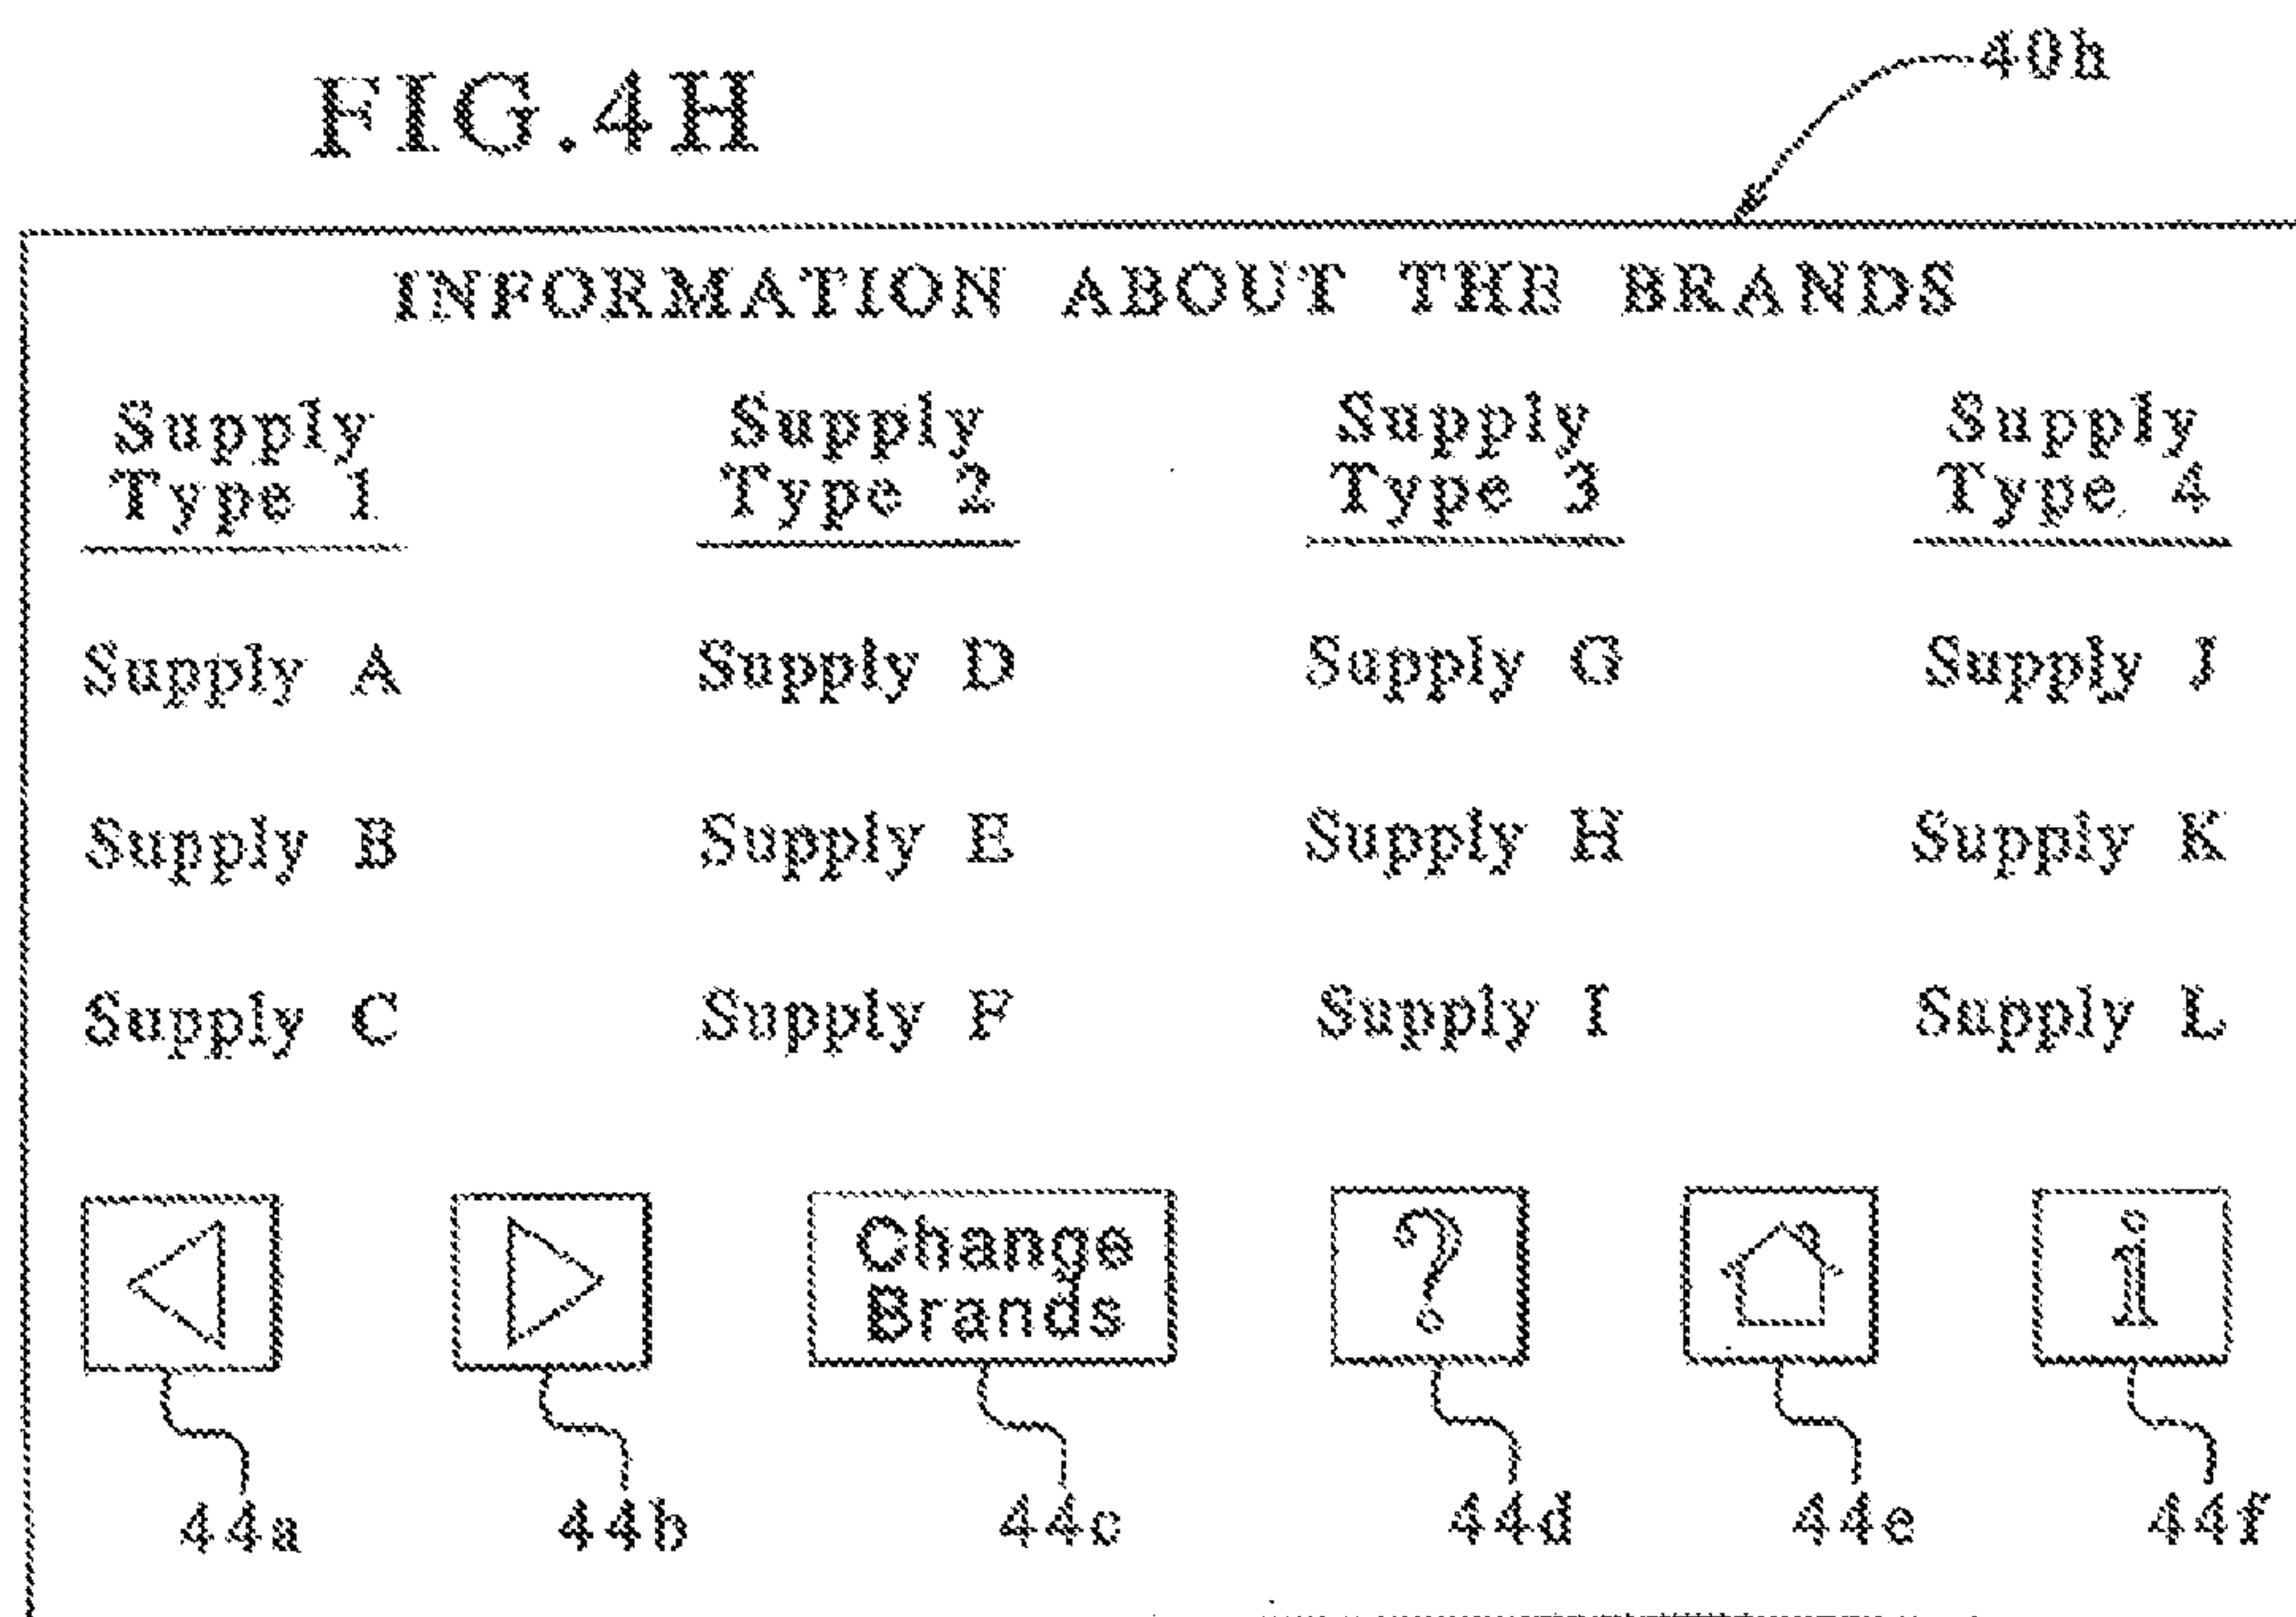 FIG.4H
40h
INFORMATION ABOUT THE BRANDS
Supply Supply Supply Supply
Type 1 Type 2 Type 3 Type 4
Supply A Supply D Supply G Supply J
Supply B Supply E Supply H Supply K
Supply C Supply F Supply I Supply L
Change
Brands
? i
44a 44b 44c 44d 44e 44f